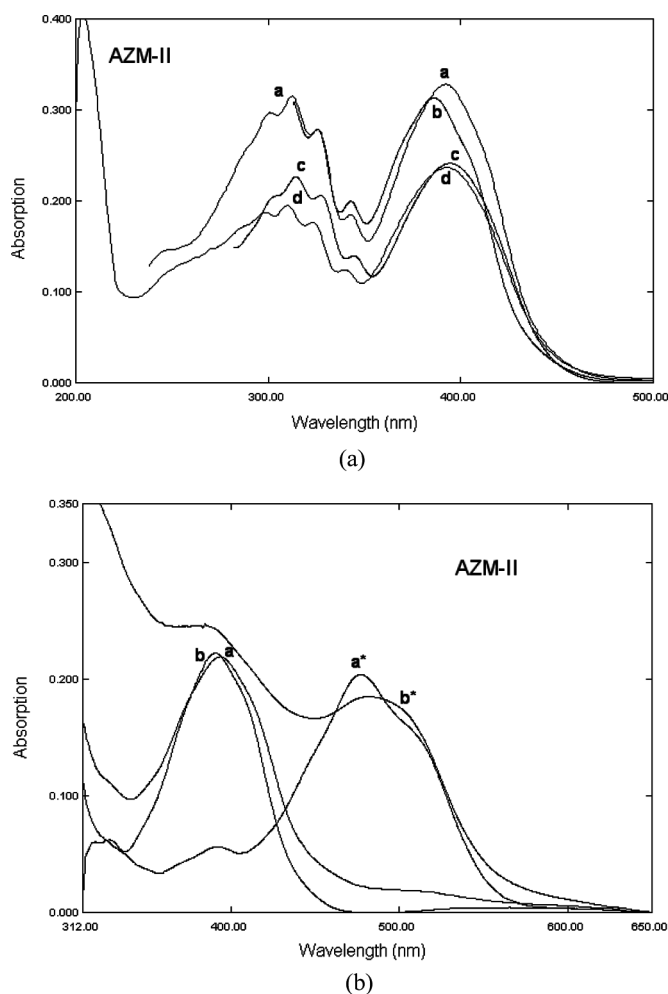 0.400
AZM-II
a
a
0.300
b
c
c
0.200
d
d
Absorption
0.100
0.000
200.00 300.00 400.00 500.00
Wavelength (nm)
(a)
0.350
AZM-II
b a
a*
0.200
b*
Absorption
0.100
0.000
312.00 400.00 500.00 600.00 650.00
Wavelength (nm)
(b)